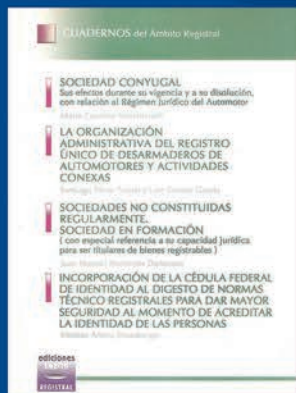 CUADERNOS del Ámbito Registral
SOCIEDAD CONYUGAL
Sus efectos durante su vigencia y a su disolución,
con relación al Régimen Jurídico del Automotor
LA ORGANIZACIÓN
ADMINISTRATIVA DEL REGISTRO
ÚNICO DE DESARMADEROS DE
AUTOMOTORES Y ACTIVIDADES
CONEXAS
SOCIEDADES NO CONSTITUIDAS
REGULARMENTE.
SOCIEDAD EN FORMACIÓN
( con especial referencia a su capacidad jurídica
para ser titulares de bienes registrables )
INCORPORACIÓN DE LA CÉDULA FEDERAL
DE IDENTIDAD AL DIGESTO DE NORMAS
TÉCNICO REGISTRALES PARA DAR MAYOR
SEGURIDAD AL MOMENTO DE ACREDITAR
LA IDENTIDAD DE LAS PERSONAS
ediciones
REGISTRAL